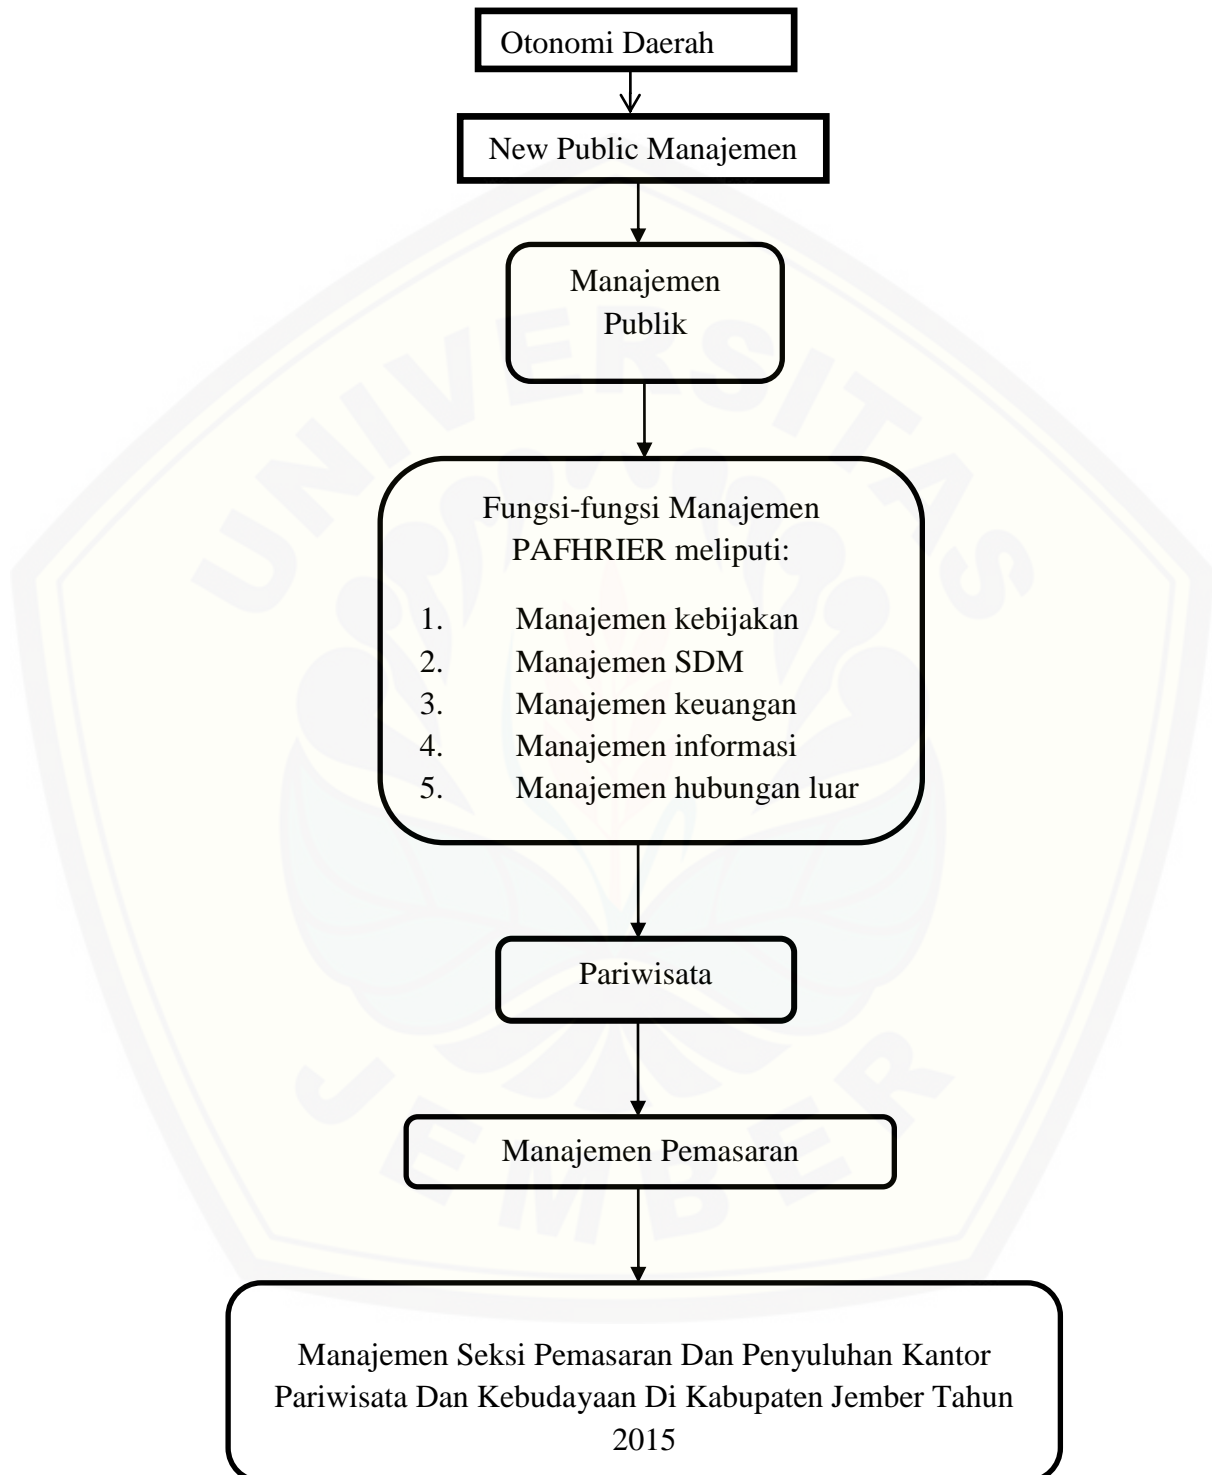 Otonomi Daerah
New Public Manajemen
Manajemen
Publik
Fungsi-fungsi Manajemen
PAFHRIER meliputi:
1. Manajemen kebijakan
2. Manajemen SDM
3. Manajemen keuangan
4. Manajemen informasi
5. Manajemen hubungan luar
Pariwisata
Manajemen Pemasaran
Manajemen Seksi Pemasaran Dan Penyuluhan Kantor
Pariwisata Dan Kebudayaan Di Kabupaten Jember Tahun
2015
UNIVERSITAS
JEMBER